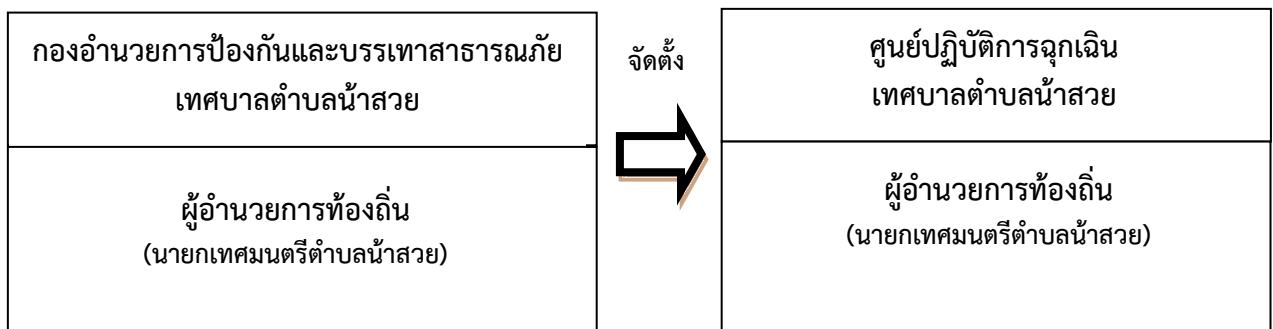 กองอำนวยการป้องกันและบรรเทาสาธารณภัย
เทศบาลตำบลน้ำสวย
ผู้อำนวยการท้องถิ่น
(นายกเทศมนตรีตำบลน้ำสวย)
จัดตั้ง
ศูนย์ปฏิบัติการฉุกเฉิน
เทศบาลตำบลน้ำสวย
ผู้อำนวยการท้องถิ่น
(นายกเทศมนตรีตำบลน้ำสวย)